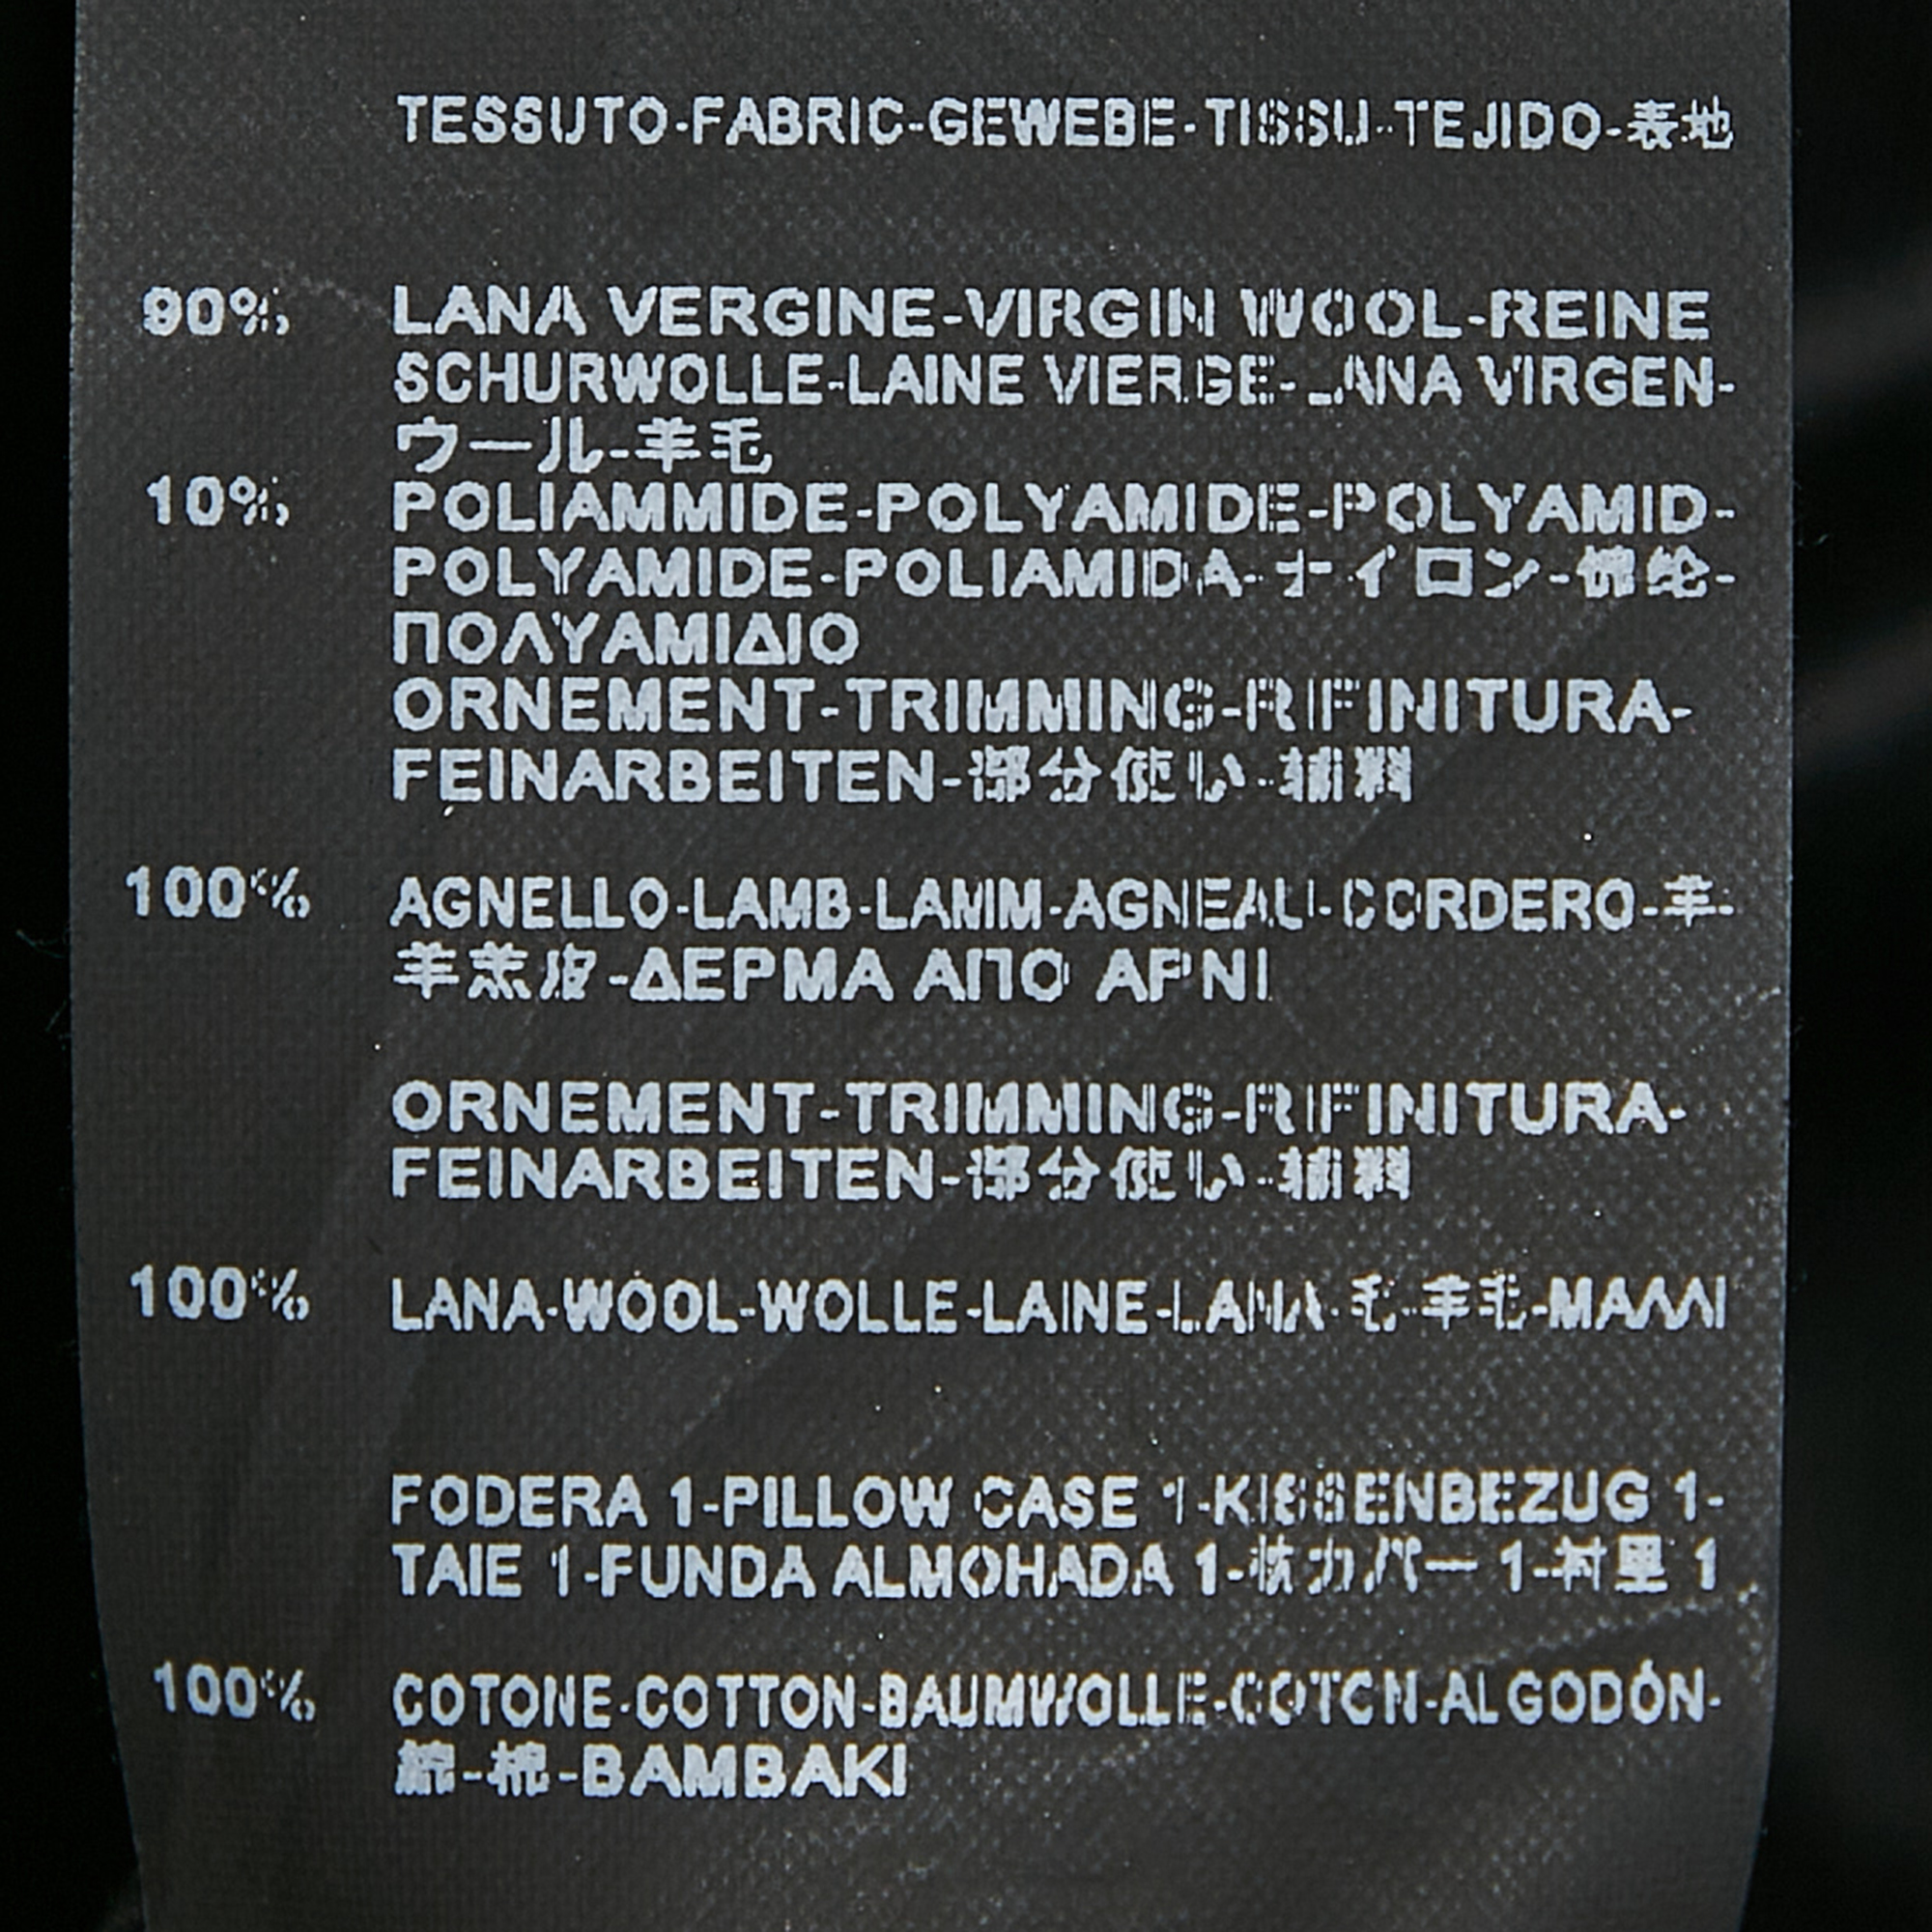 TESSUTO-FABRIC-GEWEBE-TISSU-TEJIDO-表地
90% LANA VERGINE-VIRGIN WOOL-REINE
SCHURWOLLE-LAINE VIERGE-LANA VIRGEN-
ウール-羊毛
10% POLIAMMIDE-POLYAMIDE-POLYAMID-
POLYAMIDE-POLIAMIDA-ナイロン-锦纶-
ΠΟΛΥΑΜΙΔΙΟ
ORNEMENT-TRIMMING-RIFINITURA-
FEINARBEITEN-部分使い-辅料
100% AGNELLO-LAMB-LAMM-AGNEAU-CORDERO-羊-
羊羔皮-ΔΕΡΜΑ ΑΠΟ ΑΡΝΙ
ORNEMENT-TRIMMING-RIFINITURA-
FEINARBEITEN-部分使い-辅料
100% LANA-WOOL-WOLLE-LAINE-LANA-毛-羊毛-ΜΑΛΛΙ
FODERA 1-PILLOW CASE 1-KISSENBEZUG 1-
TAIE 1-FUNDA ALMOHADA 1-枕カバー 1-衬里 1
100% COTONE-COTTON-BAUMWOLLE-COTON-ALGODÓN-
綿-棉-BAMBAKI